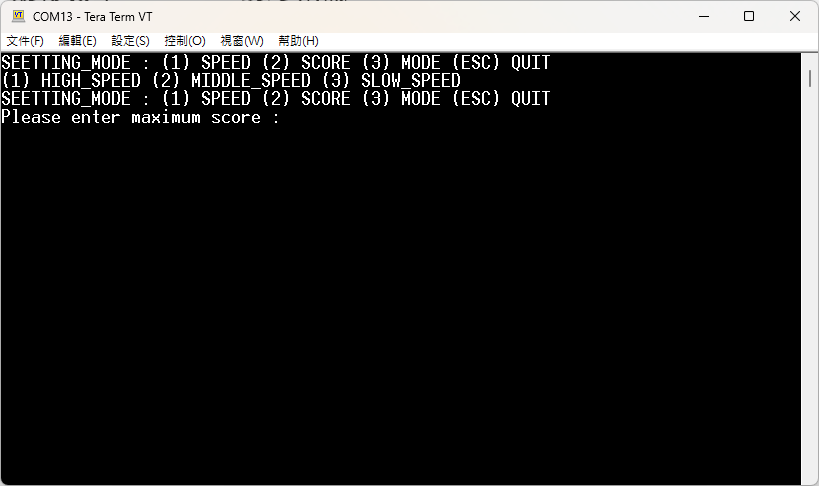 COM13 - Tera Term VT
文件(F) 編輯(E) 設定(S) 控制(O) 視窗(W) 幫助(H)
SEETTING_MODE : (1) SPEED (2) SCORE (3) MODE (ESC) QUIT
(1) HIGH_SPEED (2) MIDDLE_SPEED (3) SLOW_SPEED
SEETTING_MODE : (1) SPEED (2) SCORE (3) MODE (ESC) QUIT
Please enter maximum score :